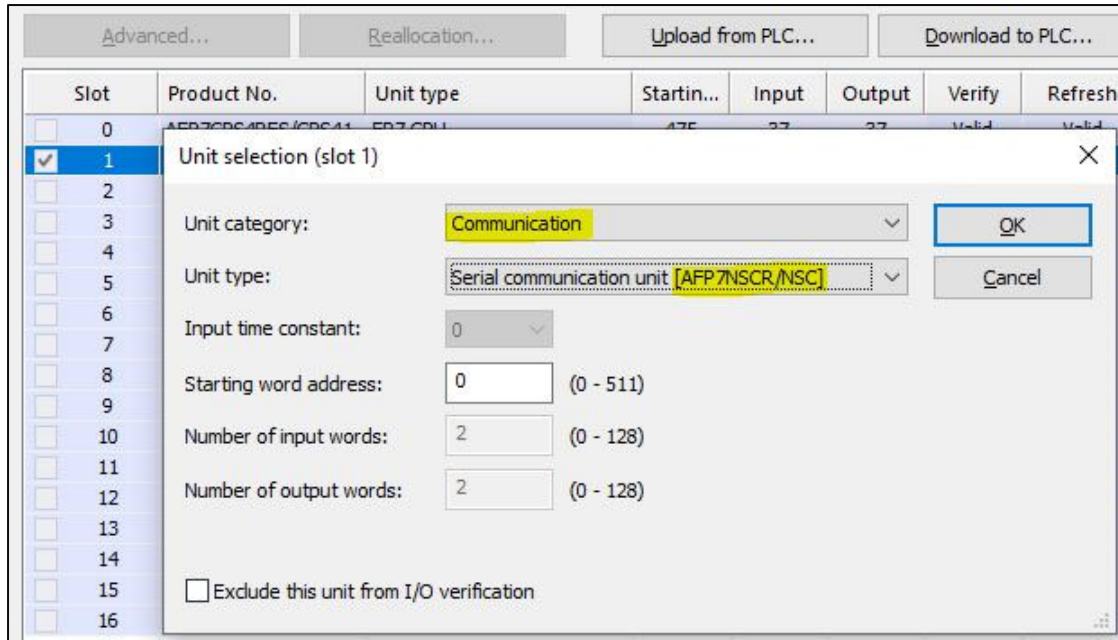 Advanced... Reallocation... Upload from PLC... Download to PLC...
Slot Product No. Unit type Startin... Input Output Verify Refresh
0
1
Unit selection (slot 1)
2
3 Unit category: Communication OK
4
5 Unit type: Serial communication unit [AFP7NSCR/NSC] Cancel
6
7 Input time constant: 0
8 Starting word address: 0 (0 - 511)
9
10 Number of input words: 2 (0 - 128)
11
12 Number of output words: 2 (0 - 128)
13
14
15 Exclude this unit from I/O verification
16